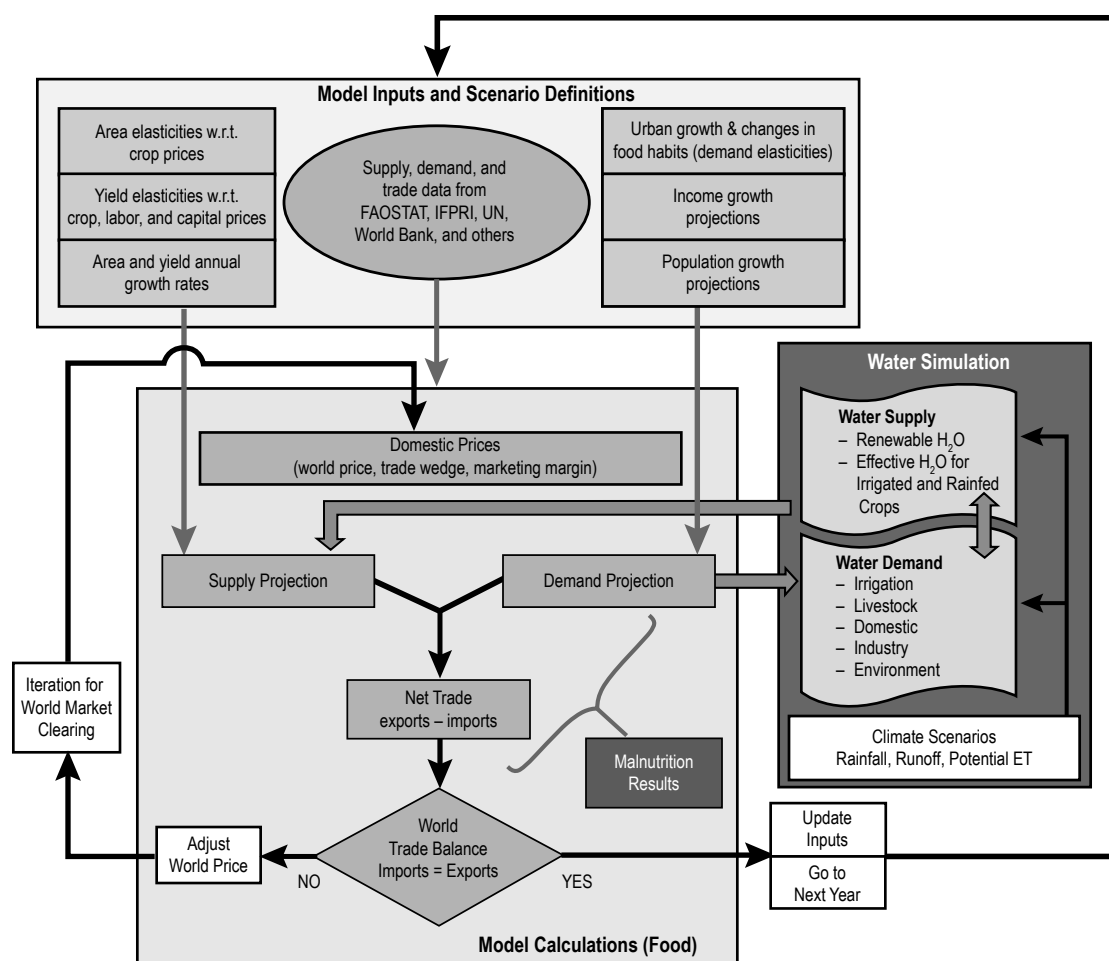 Model Inputs and Scenario Definitions
Area elasticities w.r.t.
crop prices
Yield elasticities w.r.t.
crop, labor, and capital prices
Area and yield annual
growth rates
Supply, demand, and
trade data from
FAOSTAT, IFPRI, UN,
World Bank, and others
Urban growth & changes in
food habits (demand elasticities)
Income growth
projections
Population growth
projections
Domestic Prices
(world price, trade wedge, marketing margin)
Supply Projection
Demand Projection
Net Trade
exports – imports
Malnutrition
Results
World
Trade Balance
Imports = Exports
NO
YES
Adjust
World Price
Iteration for
World Market
Clearing
Model Calculations (Food)
Water Simulation
Water Supply
– Renewable H₂O
– Effective H₂O for
Irrigated and Rainfed
Crops
Water Demand
– Irrigation
– Livestock
– Domestic
– Industry
– Environment
Climate Scenarios
Rainfall, Runoff, Potential ET
Update
Inputs
Go to
Next Year